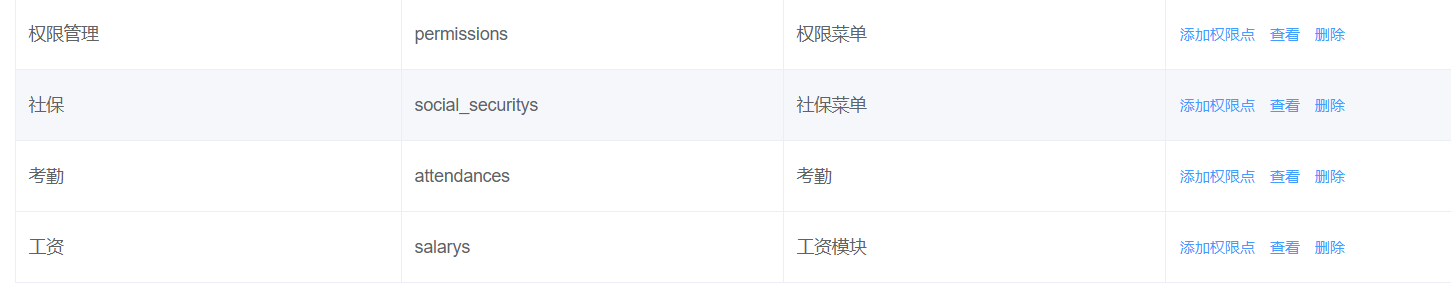 权限管理 permissions 权限菜单 添加权限点 查看 删除
社保 social_securitys 社保菜单 添加权限点 查看 删除
考勤 attendances 考勤 添加权限点 查看 删除
工资 salarys 工资模块 添加权限点 查看 删除